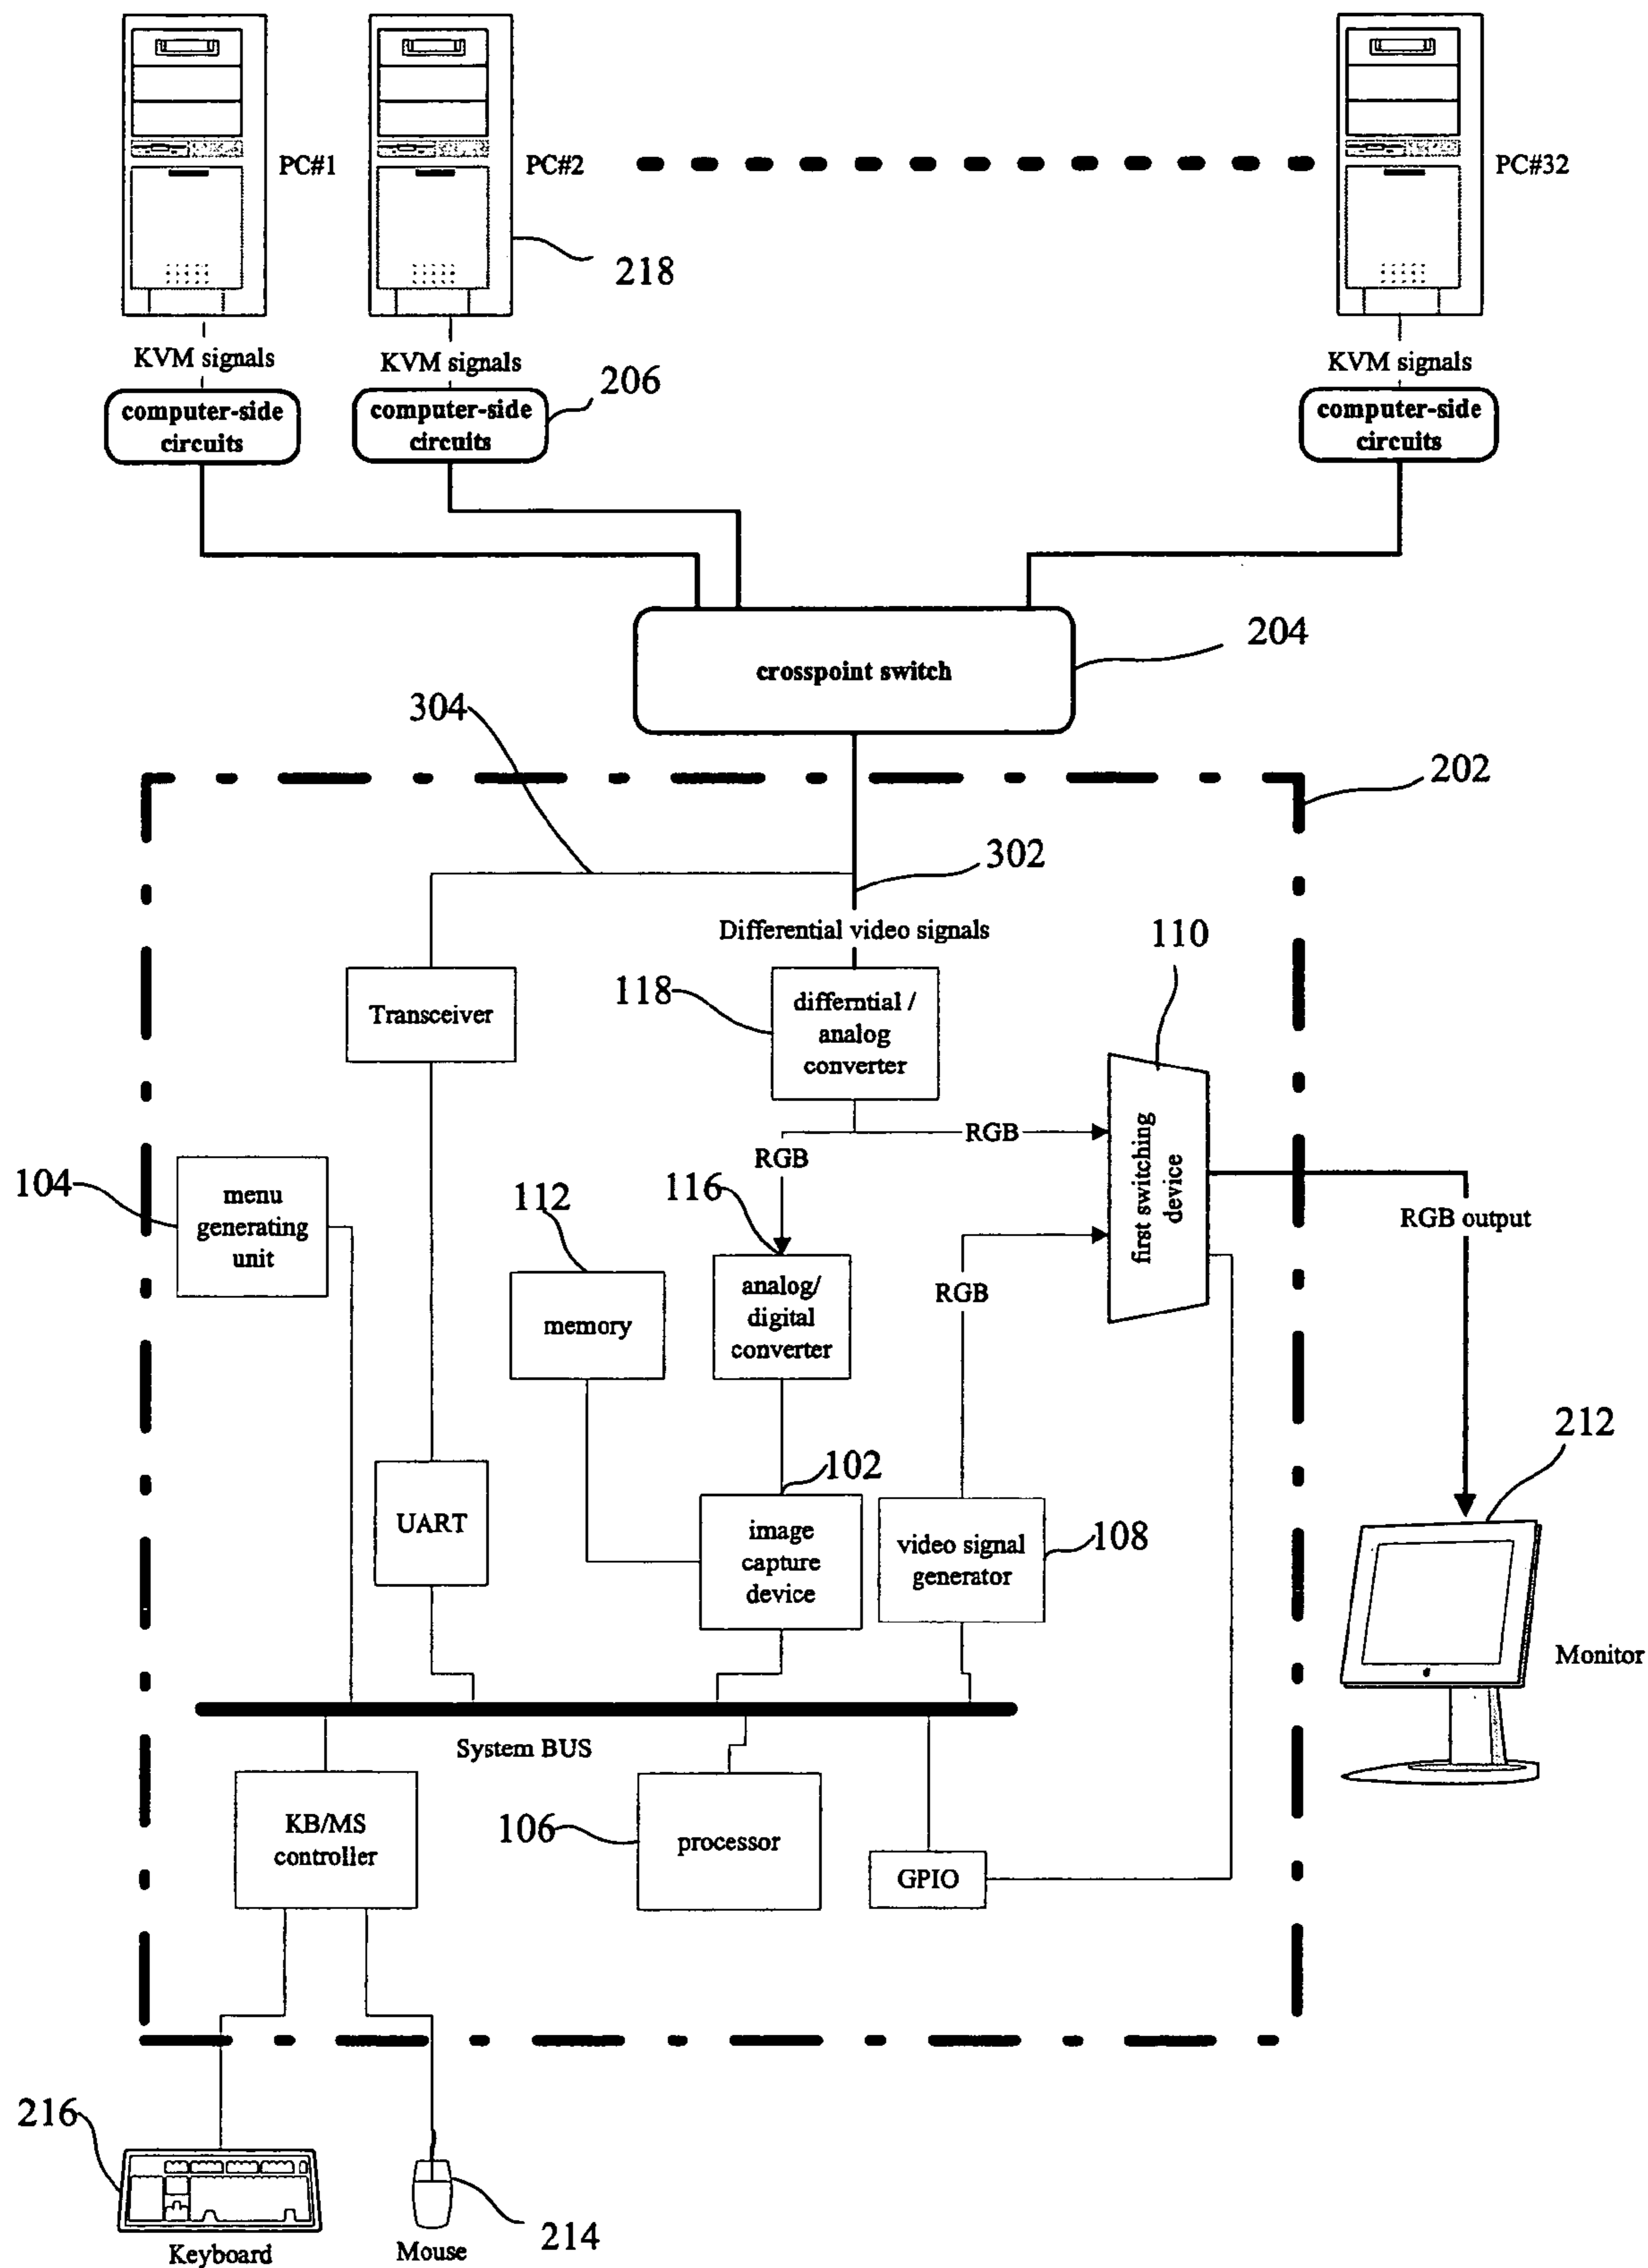 PC#1
PC#2
PC#32
218
KVM signals
KVM signals
KVM signals
206
computer-side
circuits
computer-side
circuits
computer-side
circuits
crosspoint switch
204
304
202
302
Differential video signals
110
118
differntial /
analog
converter
Transceiver
RGB
RGB
first switching
device
104
menu
generating
unit
112
116
RGB output
memory
analog/
digital
converter
RGB
212
102
UART
image
capture
device
video signal
generator
108
Monitor
System BUS
KB/MS
controller
106
processor
GPIO
216
214
Keyboard
Mouse